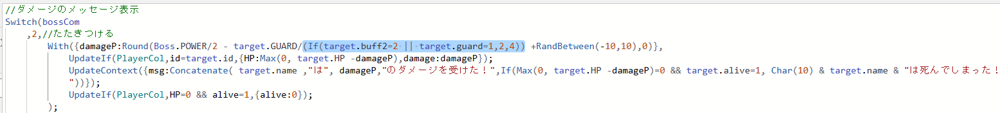 //ダメージのメッセージ表示
Switch(bossCom
,2,//たたきつける
With({damageP:Round(Boss.POWER/2 - target.GUARD/(If(target.buff2=2 || target.guard=1,2,4)) +RandBetween(-10,10),0)},
UpdateIf(PlayerCol,id=target.id,{HP:Max(0, target.HP -damageP),damage:damageP});
UpdateContext({msg:Concatenate( target.name ,"は", damageP,"のダメージを受けた！",If(Max(0, target.HP -damageP)=0 && target.alive=1, Char(10) & target.name & "は死んでしまった！
"))});
UpdateIf(PlayerCol,HP=0 && alive=1,{alive:0});
);